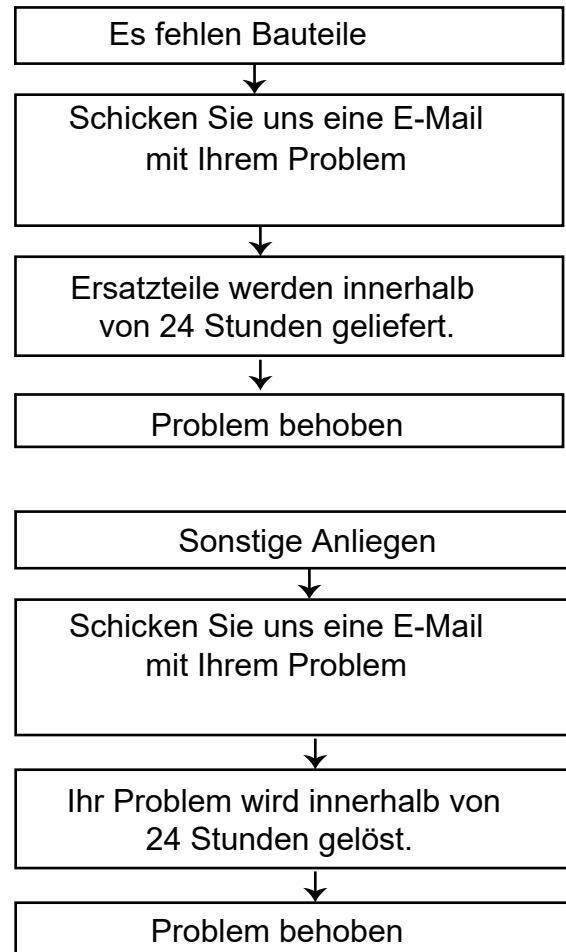 Es fehlen Bauteile
Schicken Sie uns eine E-Mail
mit Ihrem Problem
Ersatzteile werden innerhalb
von 24 Stunden geliefert.
Problem behoben
Sonstige Anliegen
Schicken Sie uns eine E-Mail
mit Ihrem Problem
Ihr Problem wird innerhalb von
24 Stunden gelöst.
Problem behoben